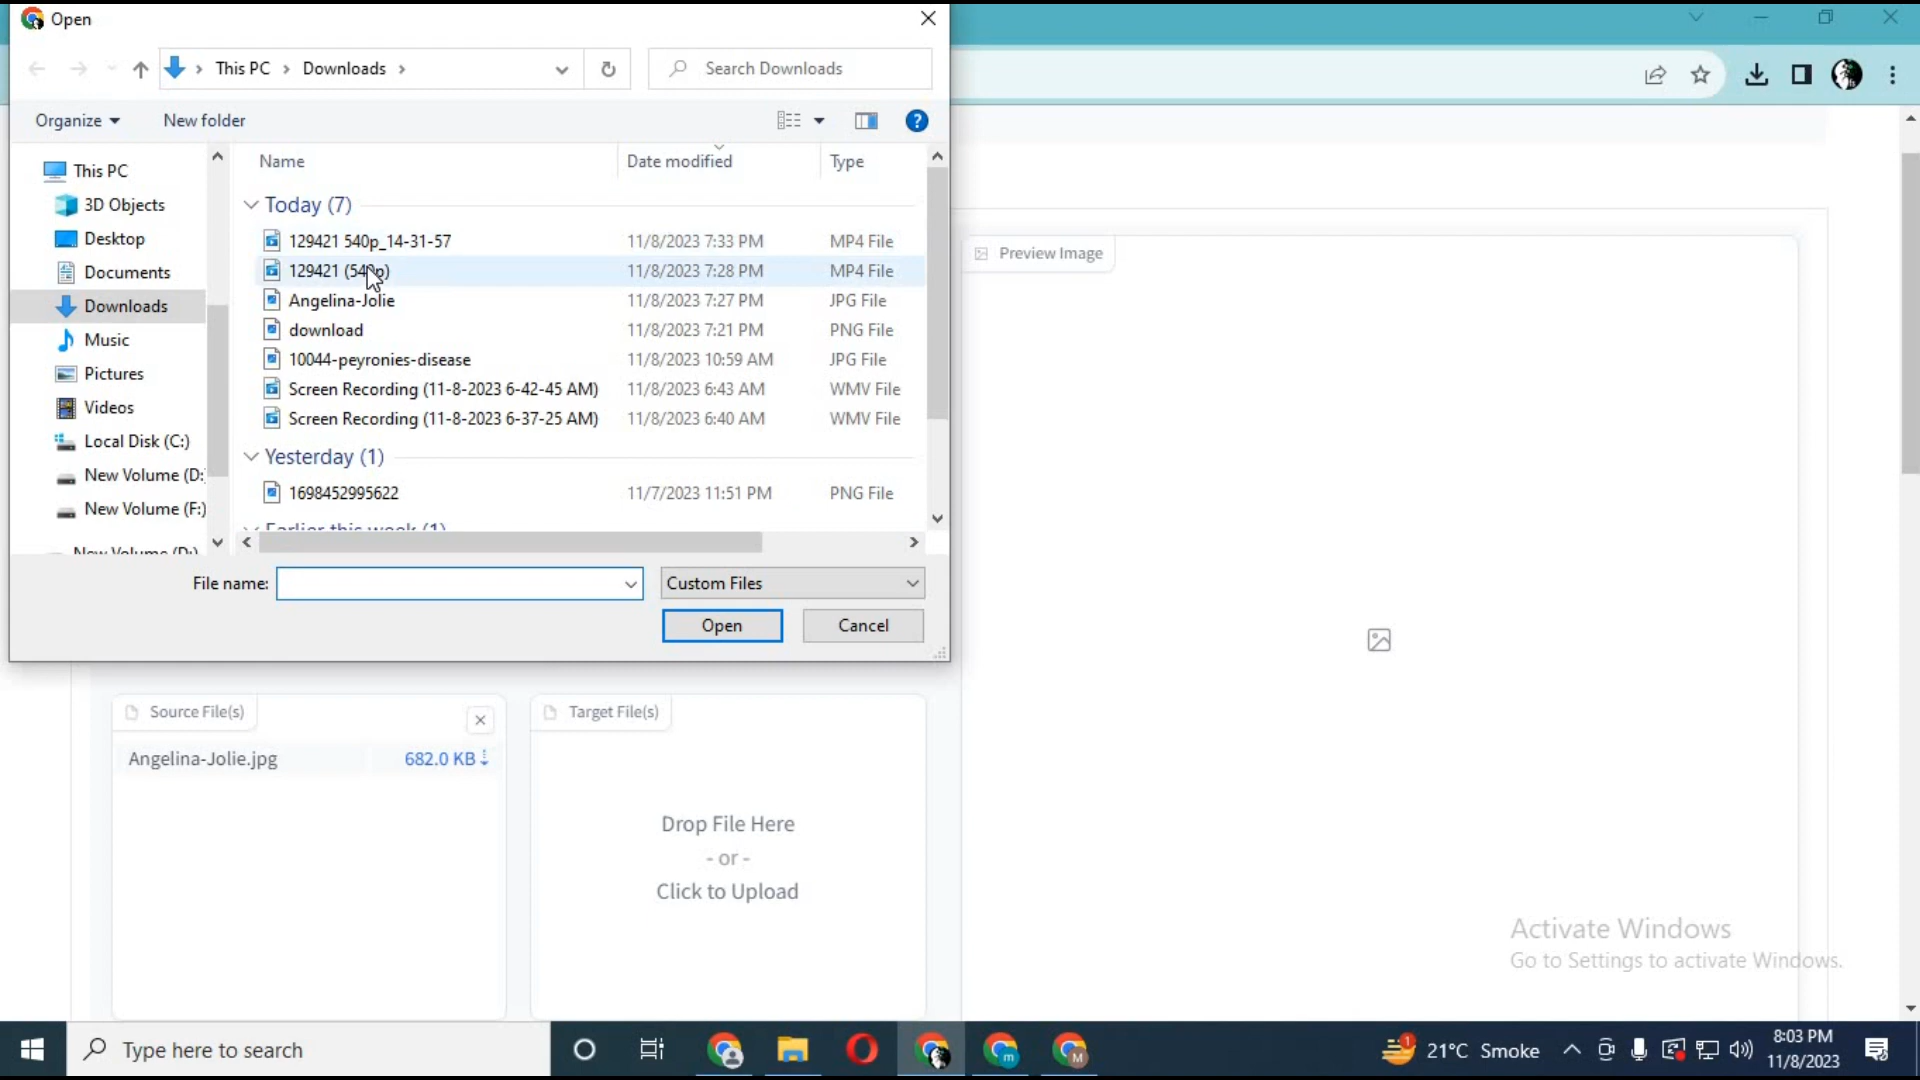 Open
This PC
Downloads
Search Downloads
Organize
New folder
This PC
3D Objects
Desktop
Documents
Downloads
Music
Pictures
Videos
Local Disk (C:)
New Volume (D:
New Volume (F:)
New Volume (D:)
Name Date modified Type
Today (7)
129421 540p_14-31-57 11/8/2023 7:33 PM MP4 File
129421 (540p) 11/8/2023 7:28 PM MP4 File
Angelina-Jolie 11/8/2023 7:27 PM JPG File
download 11/8/2023 7:21 PM PNG File
10044-peyronies-disease 11/8/2023 10:59 AM JPG File
Screen Recording (11-8-2023 6-42-45 AM) 11/8/2023 6:43 AM WMV File
Screen Recording (11-8-2023 6-37-25 AM) 11/8/2023 6:40 AM WMV File
Yesterday (1)
1698452995622 11/7/2023 11:51 PM PNG File
Earlier this week (1)
File name:
Custom Files
Open Cancel
Preview Image
Source File(s)
Angelina-Jolie.jpg 682.0 KB
Target File(s)
Drop File Here
- or -
Click to Upload
Activate Windows
Go to Settings to activate Windows.
Type here to search
m
M
1
21°C Smoke
8:03 PM
11/8/2023